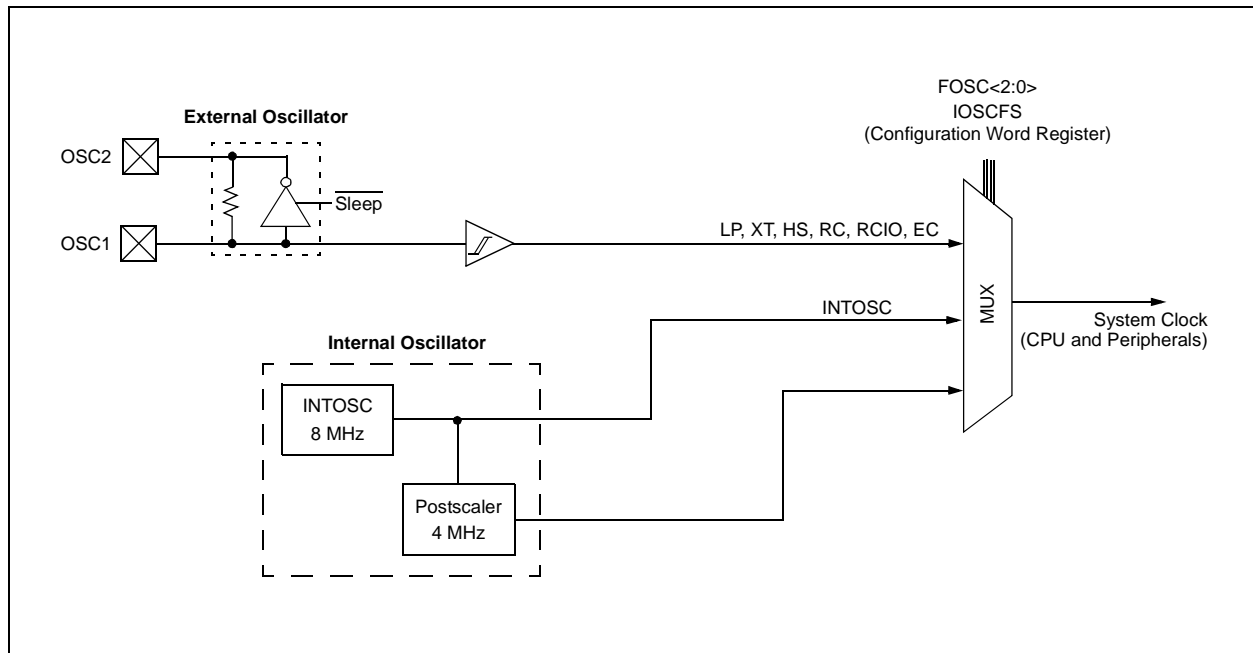 FOSC<2:0>
IOSCFS
(Configuration Word Register)
External Oscillator
OSC2
Sleep
OSC1
LP, XT, HS, RC, RCIO, EC
MUX
INTOSC
System Clock
(CPU and Peripherals)
Internal Oscillator
INTOSC
8 MHz
Postscaler
4 MHz